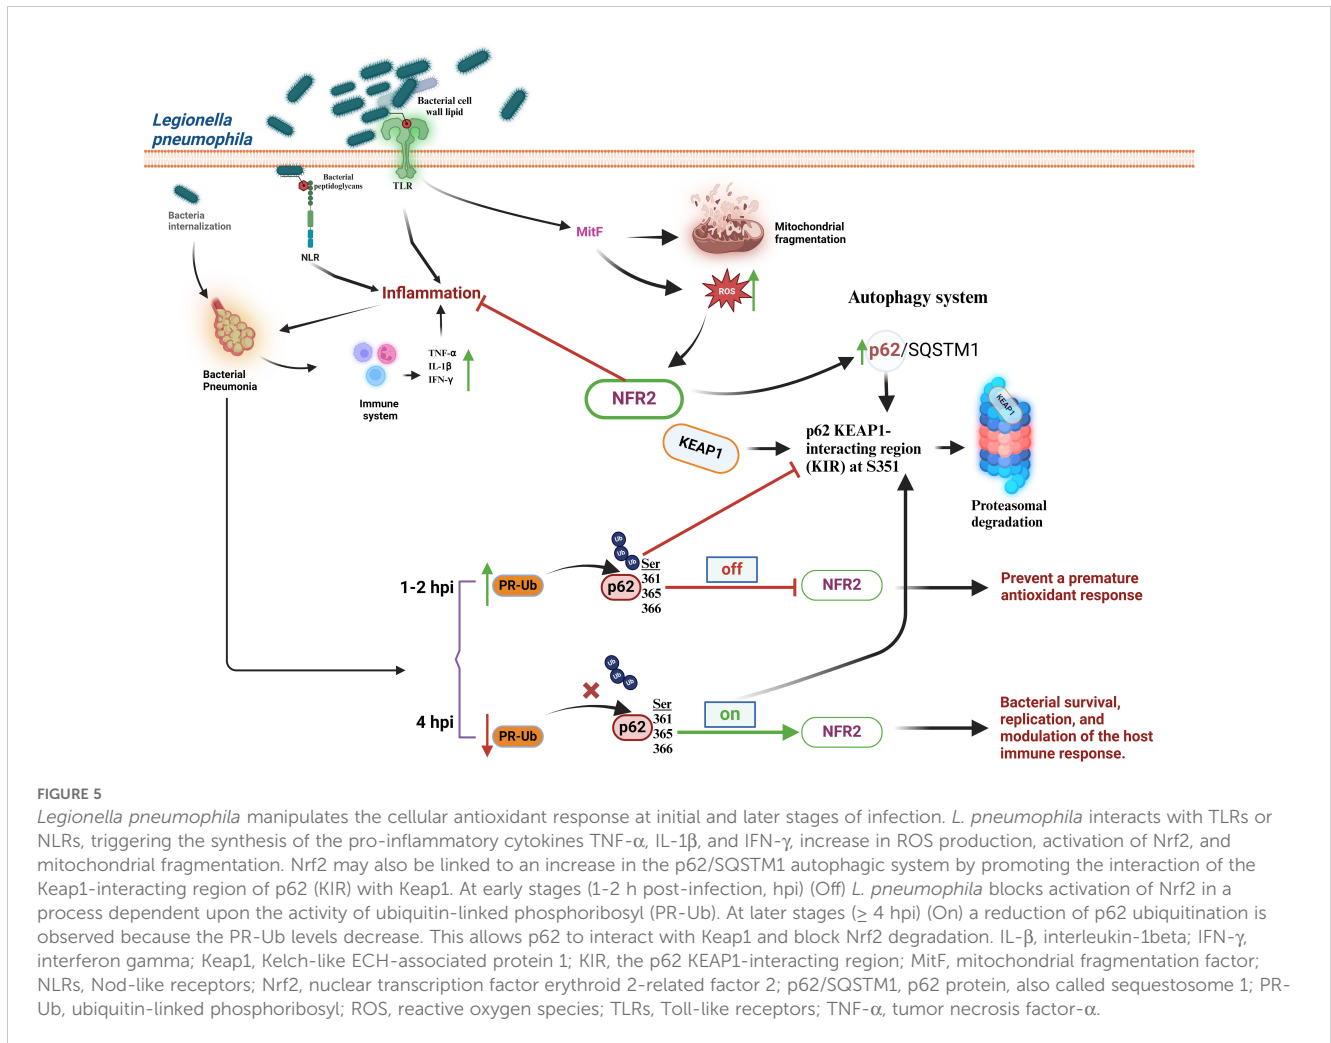 Legionella
pneumophila
Bacterial cell
wall lipid
Bacterial
peptidoglycans
TLR
Bacteria
internalization
NLR
MitF
Mitochondrial
fragmentation
ROS
Inflammation
Autophagy system
p62/SQSTM1
TNF-α
IL-1β
IFN-γ
Bacterial
Pneumonia
Immune
system
NFR2
KEAP1
p62 KEAP1-
interacting region
(KIR) at S351
KEAP1
Proteasomal
degradation
1-2 hpi
PR-Ub
Ub
Ub
Ub
p62
Ser
361
365
366
off
NFR2
Prevent a premature
antioxidant response
4 hpi
PR-Ub
Ub
Ub
Ub
p62
Ser
361
365
366
on
NFR2
Bacterial survival,
replication, and
modulation of the host
immune response.
FIGURE 5
Legionella pneumophila manipulates the cellular antioxidant response at initial and later stages of infection. L. pneumophila interacts with TLRs or
NLRs, triggering the synthesis of the pro-inflammatory cytokines TNF-α, IL-1β, and IFN-γ, increase in ROS production, activation of Nrf2, and
mitochondrial fragmentation. Nrf2 may also be linked to an increase in the p62/SQSTM1 autophagic system by promoting the interaction of the
Keap1-interacting region of p62 (KIR) with Keap1. At early stages (1-2 h post-infection, hpi) (Off) L. pneumophila blocks activation of Nrf2 in a
process dependent upon the activity of ubiquitin-linked phosphoribosyl (PR-Ub). At later stages (≥ 4 hpi) (On) a reduction of p62 ubiquitination is
observed because the PR-Ub levels decrease. This allows p62 to interact with Keap1 and block Nrf2 degradation. IL-β, interleukin-1beta; IFN-γ,
interferon gamma; Keap1, Kelch-like ECH-associated protein 1; KIR, the p62 KEAP1-interacting region; MitF, mitochondrial fragmentation factor;
NLRs, Nod-like receptors; Nrf2, nuclear transcription factor erythroid 2-related factor 2; p62/SQSTM1, p62 protein, also called sequestosome 1; PR-
Ub, ubiquitin-linked phosphoribosyl; ROS, reactive oxygen species; TLRs, Toll-like receptors; TNF-α, tumor necrosis factor-α.